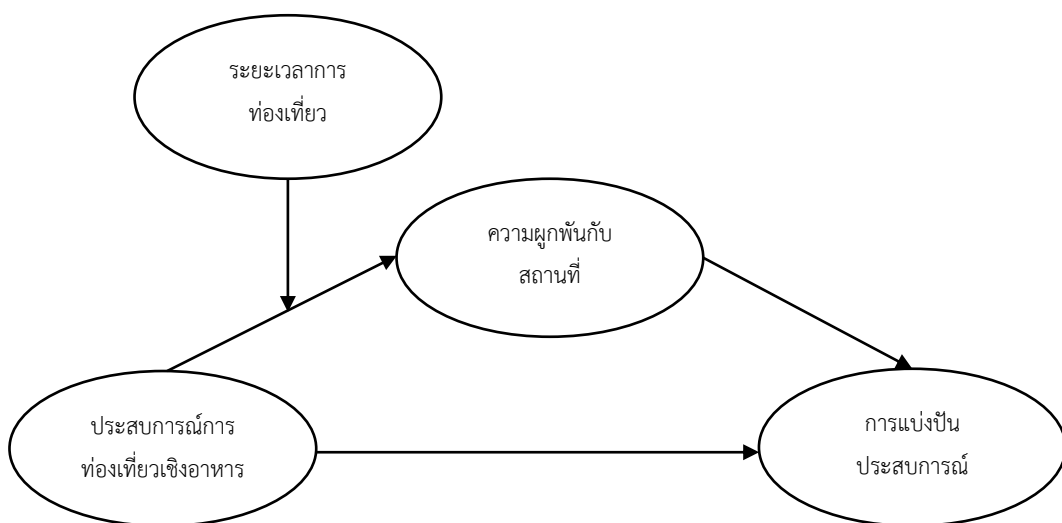 ระยะเวลาการ
ท่องเที่ยว
ความผูกพันกับ
สถานที่
ประสบการณ์การ
ท่องเที่ยวเชิงอาหาร
การแบ่งปัน
ประสบการณ์